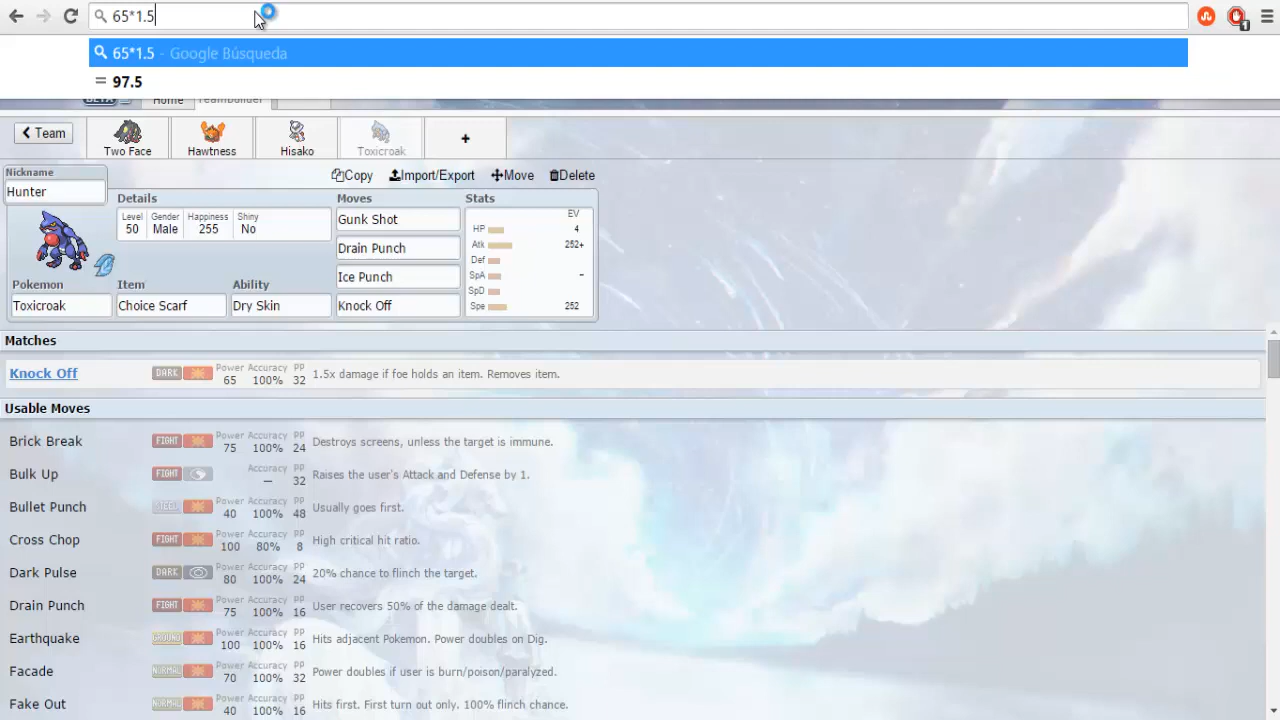 65*1.5
65*1.5 - Google Búsqueda
= 97.5
BETA Home Teambuilder
Team
Two Face Hawtness Hisako Toxicroak +
Nickname
Hunter
Copy Import/Export Move Delete
Details Moves Stats
Level Gender Happiness Shiny
50 Male 255 No
Gunk Shot
Drain Punch
Ice Punch
Knock Off
EV
HP 4
Atk 252+
Def
SpA -
SpD
Spe 252
Pokemon Item Ability
Toxicroak Choice Scarf Dry Skin
Matches
Knock Off DARK Power 65 Accuracy 100% PP 32 1.5x damage if foe holds an item. Removes item.
Usable Moves
Brick Break FIGHT Power 75 Accuracy 100% PP 24 Destroys screens, unless the target is immune.
Bulk Up FIGHT Accuracy — PP 32 Raises the user's Attack and Defense by 1.
Bullet Punch STEEL Power 40 Accuracy 100% PP 48 Usually goes first.
Cross Chop FIGHT Power 100 Accuracy 80% PP 8 High critical hit ratio.
Dark Pulse DARK Power 80 Accuracy 100% PP 24 20% chance to flinch the target.
Drain Punch FIGHT Power 75 Accuracy 100% PP 16 User recovers 50% of the damage dealt.
Earthquake GROUND Power 100 Accuracy 100% PP 16 Hits adjacent Pokemon. Power doubles on Dig.
Facade NORMAL Power 70 Accuracy 100% PP 32 Power doubles if user is burn/poison/paralyzed.
Fake Out NORMAL Power 40 Accuracy 100% PP 16 Hits first. First turn out only. 100% flinch chance.